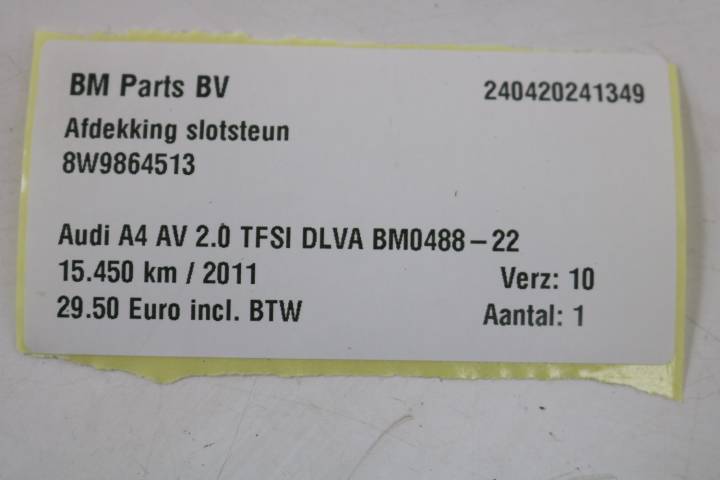 BM Parts BV 240420241349
Afdekking slotsteun
8W9864513
Audi A4 AV 2.0 TFSI DLVA BM0488-22
15.450 km / 2011 Verz: 10
29.50 Euro incl. BTW Aantal: 1